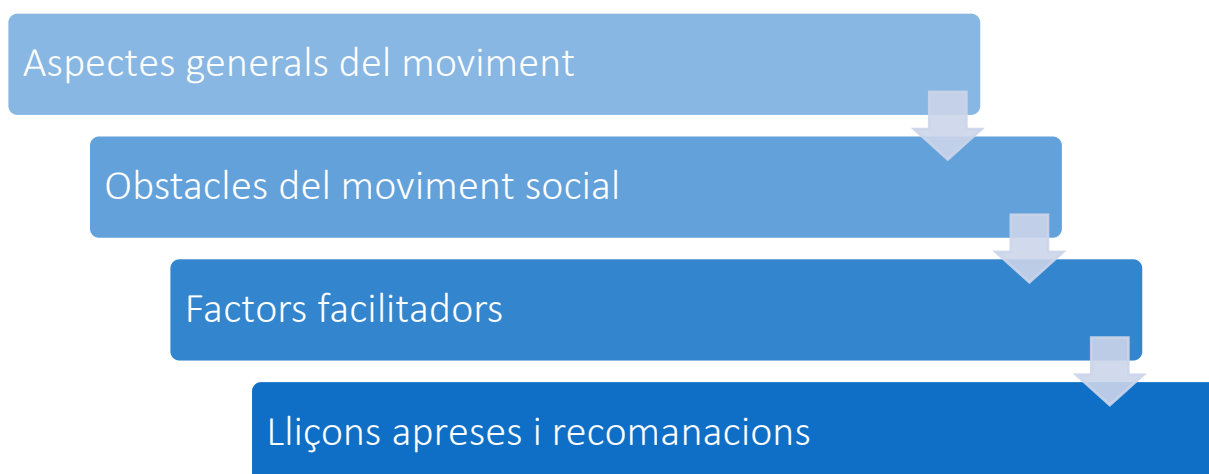 Aspectes generals del moviment
Obstacles del moviment social
Factors facilitadors
Lliçons apreses i recomanacions